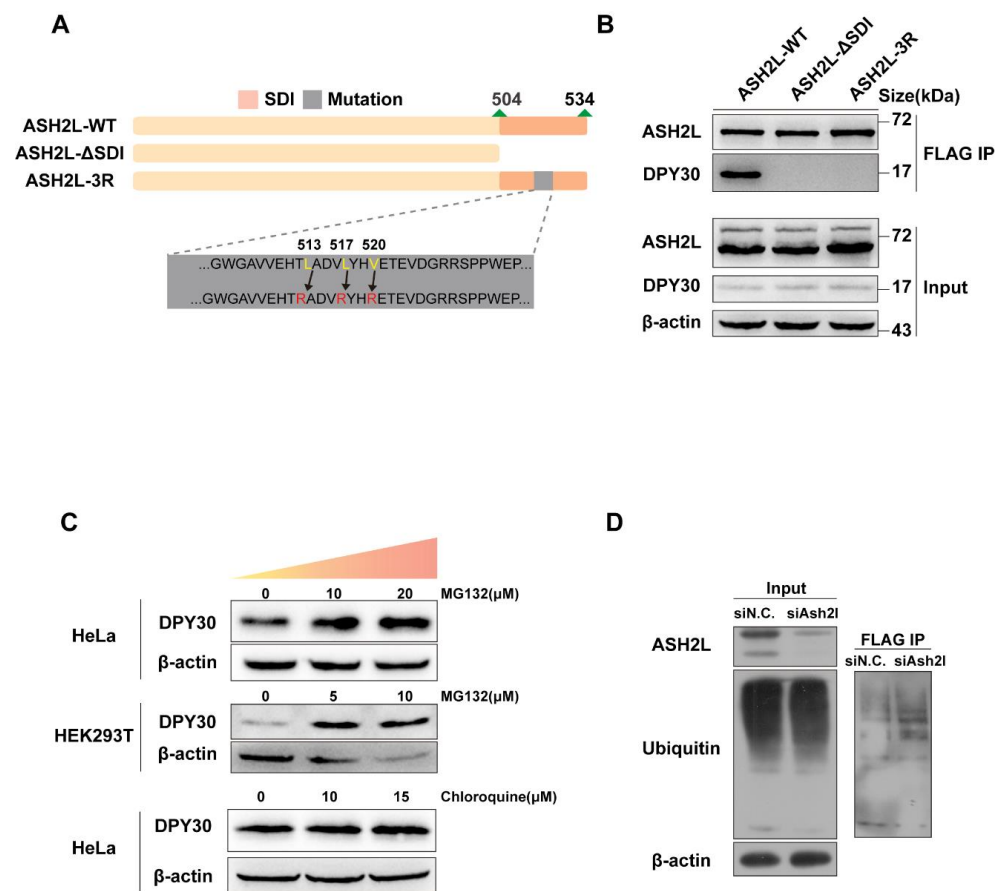 A
SDI Mutation 504 534
ASH2L-WT
ASH2L-ΔSDI
ASH2L-3R
513 517 520
...GWGAVVEHTLADVLYHVETEVDGRRSPPWEP...
...GWGAVVEHTRADVRYHRETEVDGRRSPPWEP...
B
ASH2L-WT ASH2L-ΔSDI ASH2L-3R Size(kDa)
ASH2L 72
DPY30 17
FLAG IP
ASH2L 72
DPY30 17
β-actin 43
Input
C
0 10 20 MG132(μM)
HeLa
DPY30
β-actin
0 5 10 MG132(μM)
HEK293T
DPY30
β-actin
0 10 15 Chloroquine(μM)
HeLa
DPY30
β-actin
D
Input
siN.C. siAsh2l
ASH2L
FLAG IP
siN.C. siAsh2l
Ubiquitin
β-actin